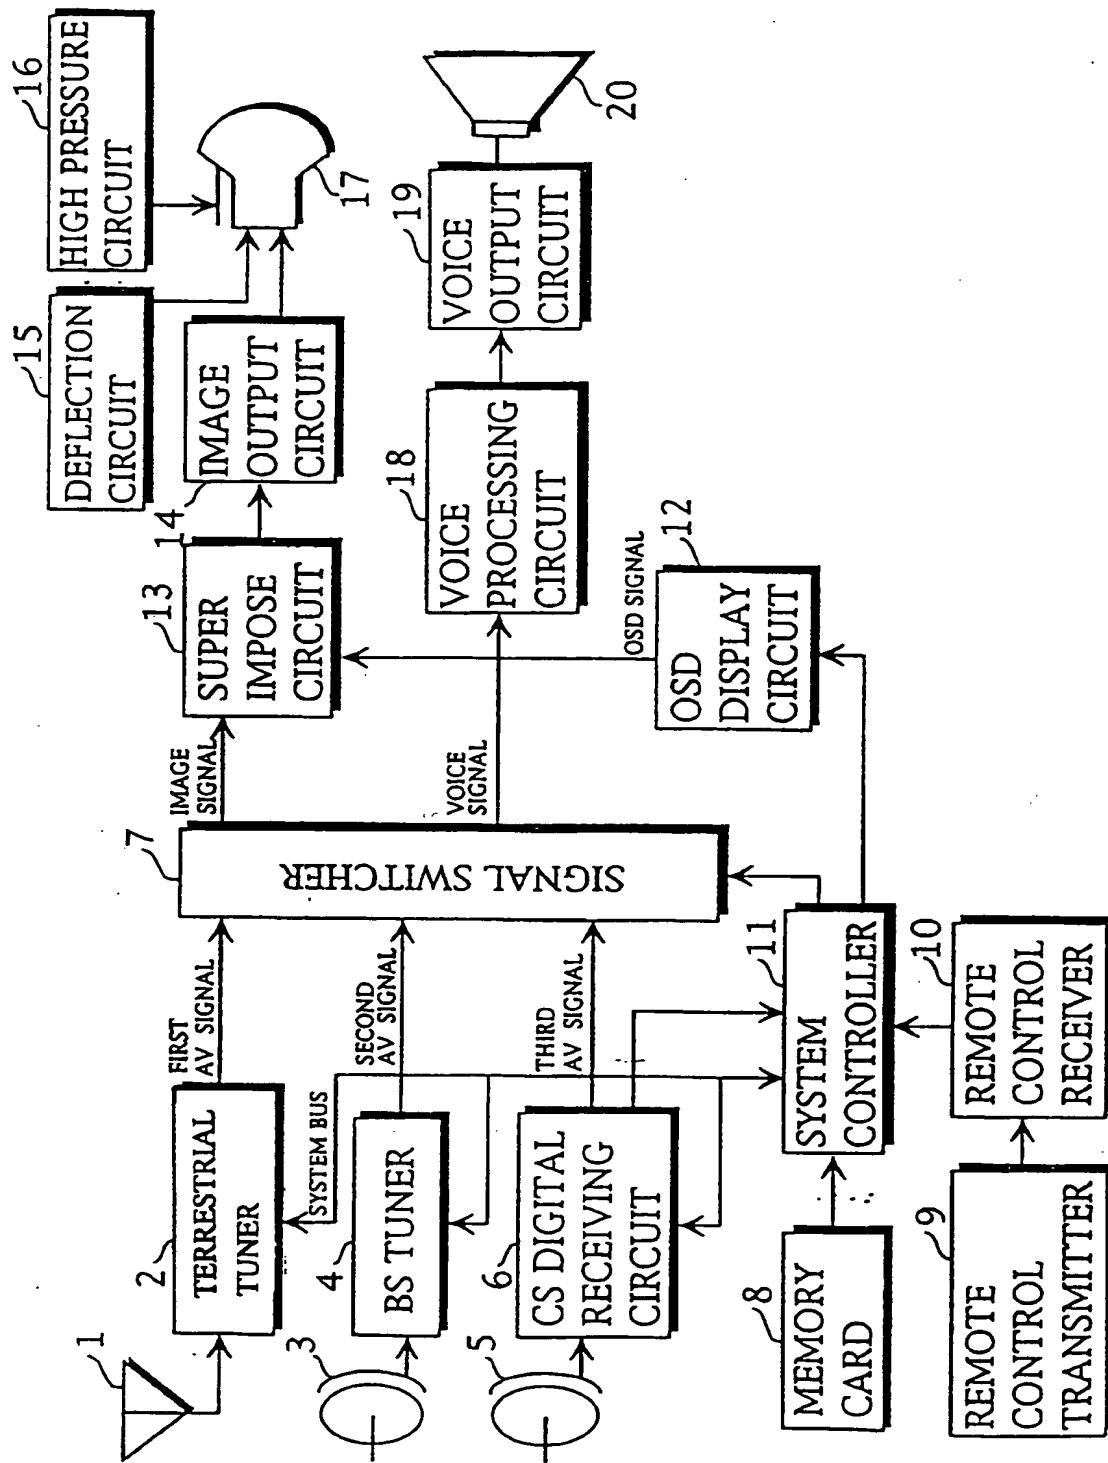 1
2
TERRESTRIAL
TUNER
FIRST
AV SIGNAL
SYSTEM BUS
3
4
BS TUNER
SECOND
AV SIGNAL
5
6
CS DIGITAL
RECEIVING
CIRCUIT
THIRD
AV SIGNAL
7
SIGNAL SWITCHER
IMAGE
SIGNAL
VOICE
SIGNAL
8
MEMORY
CARD
9
REMOTE
CONTROL
TRANSMITTER
10
REMOTE
CONTROL
RECEIVER
11
SYSTEM
CONTROLLER
12
OSD
DISPLAY
CIRCUIT
OSD SIGNAL
13
SUPER
IMPOSE
CIRCUIT
14
IMAGE
OUTPUT
CIRCUIT
15
DEFLECTION
CIRCUIT
16
HIGH PRESSURE
CIRCUIT
17
18
VOICE
PROCESSING
CIRCUIT
19
VOICE
OUTPUT
CIRCUIT
20